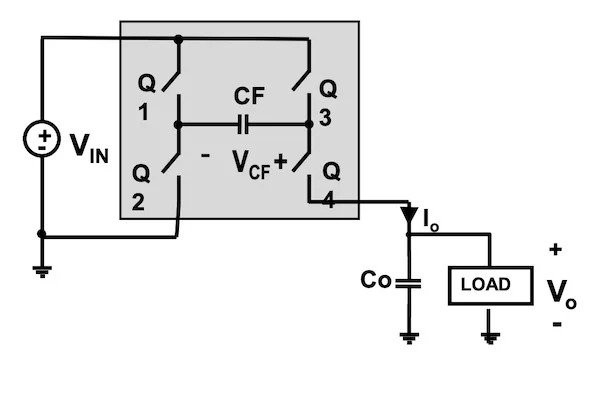 Q
1
CF
Q
3
+
-
VIN
Q
2
- VCF +
Q
4
Io
Co
LOAD
+
Vo
-